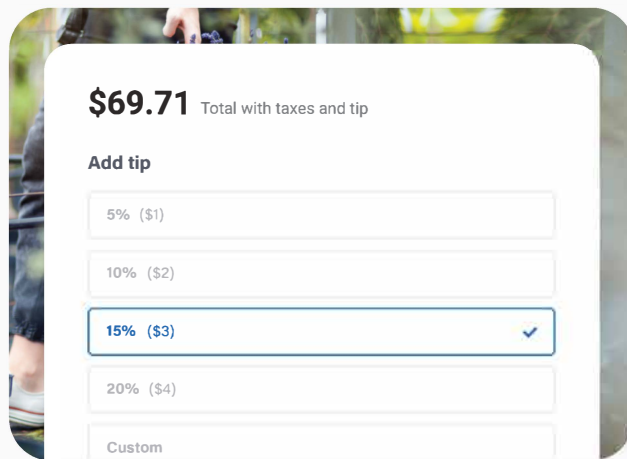 $69.71 Total with taxes and tip
Add tip
5% ($1)
10% ($2)
15% ($3)
20% ($4)
Custom